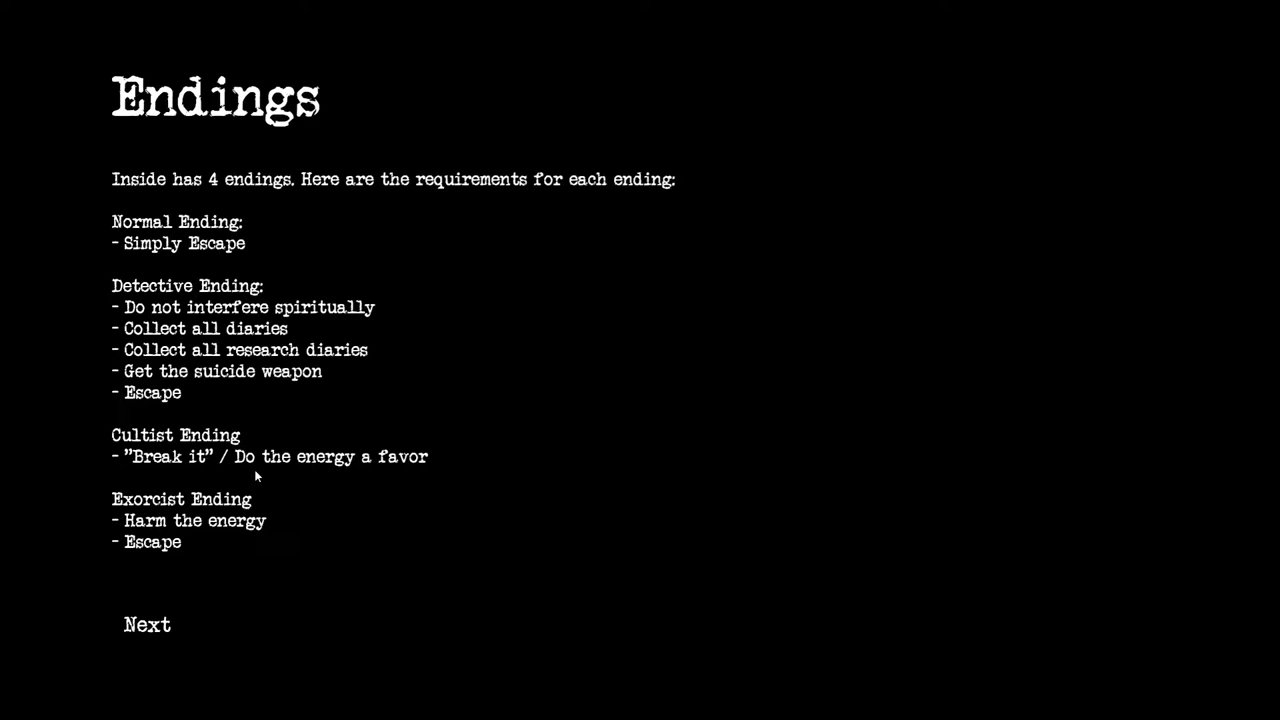 Endings
Inside has 4 endings. Here are the requirements for each ending:
Normal Ending:
- Simply Escape
Detective Ending:
- Do not interfere spiritually
- Collect all diaries
- Collect all research diaries
- Get the suicide weapon
- Escape
Cultist Ending
- "Break it" / Do the energy a favor
Exorcist Ending
- Harm the energy
- Escape
Next